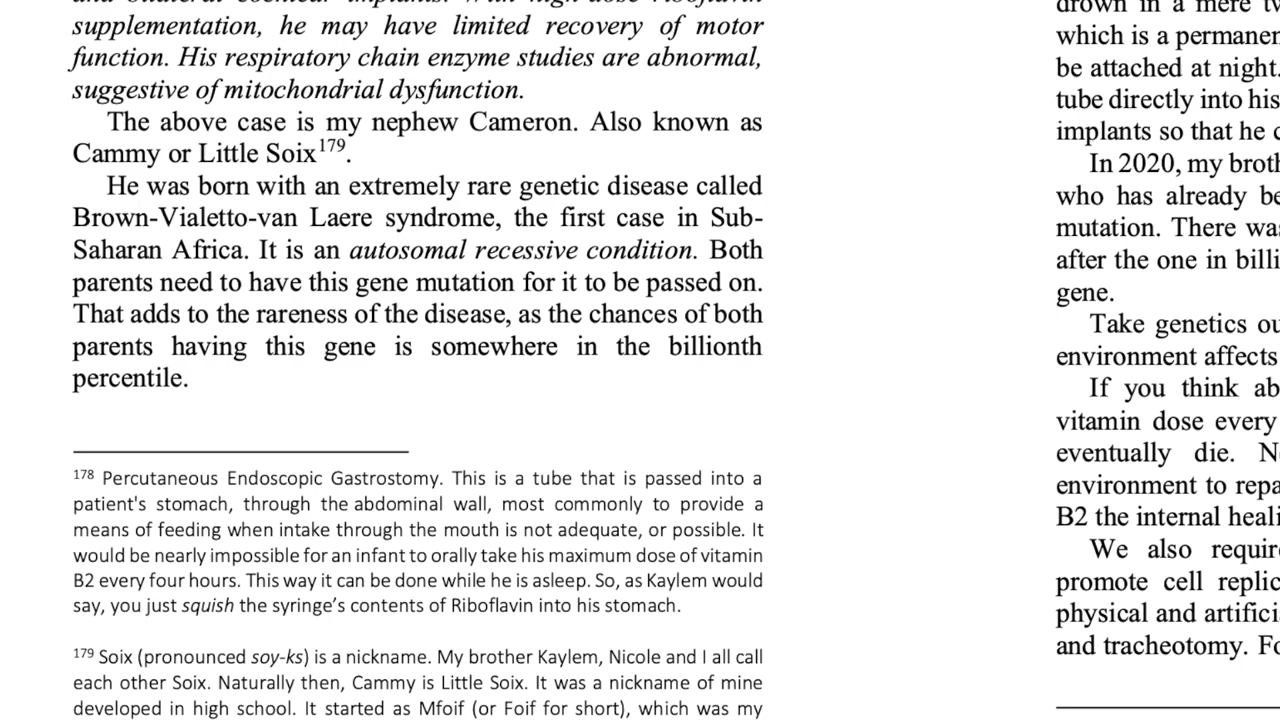 supplementation, he may have limited recovery of motor
function. His respiratory chain enzyme studies are abnormal,
suggestive of mitochondrial dysfunction.
The above case is my nephew Cameron. Also known as
Cammy or Little Soix179.
He was born with an extremely rare genetic disease called
Brown-Vialetto-van Laere syndrome, the first case in Sub-
Saharan Africa. It is an autosomal recessive condition. Both
parents need to have this gene mutation for it to be passed on.
That adds to the rareness of the disease, as the chances of both
parents having this gene is somewhere in the billionth
percentile.
178 Percutaneous Endoscopic Gastrostomy. This is a tube that is passed into a
patient's stomach, through the abdominal wall, most commonly to provide a
means of feeding when intake through the mouth is not adequate, or possible. It
would be nearly impossible for an infant to orally take his maximum dose of vitamin
B2 every four hours. This way it can be done while he is asleep. So, as Kaylem would
say, you just squish the syringe’s contents of Riboflavin into his stomach.
179 Soix (pronounced soy-ks) is a nickname. My brother Kaylem, Nicole and I all call
each other Soix. Naturally then, Cammy is Little Soix. It was a nickname of mine
developed in high school. It started as Mfoif (or Foif for short), which was my
drown in a mere
which is a
be attached at night.
tube directly into his
implants so that he
In 2020, my
who has already
mutation. There
after the one in
gene.
Take genetics
environment affects
If you think
vitamin dose every
eventually die.
environment to
B2 the internal
We also
promote cell
physical and
and tracheotomy.